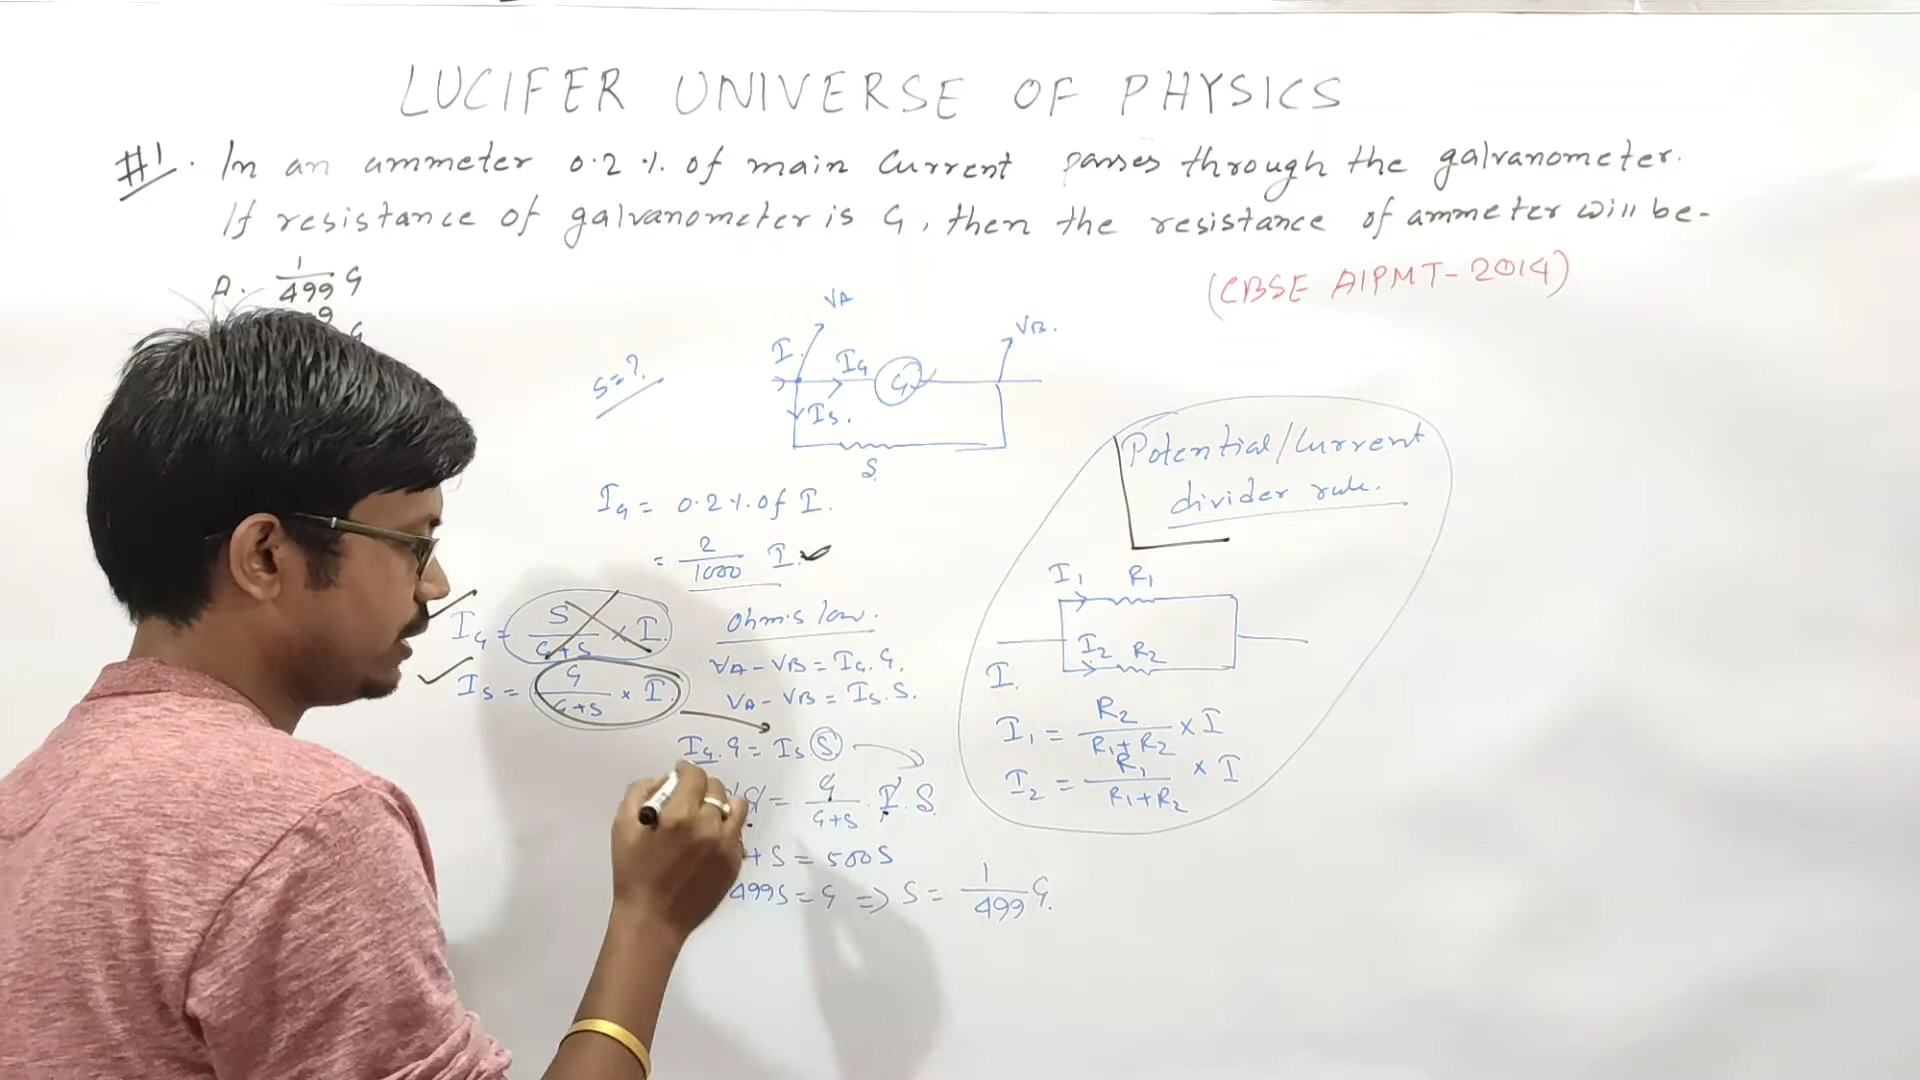 LUCIFER UNIVERSE OF PHYSICS
#1. In an ammeter 0.2 %. of main Current passes through the galvanometer.
If resistance of galvanometer is G, then the resistance of ammeter will be-
A. 1/499 G
(CBSE AIPMT-2014)
VA
VB.
I.
IG
G
S=?
IS.
S.
Potential/Current
divider rule.
IG = 0.2 %. of I.
= 2/1000 I.
I1 R1
I2 R2
I.
IG = S/G+S × I.
Ohm's law.
VA - VB = IG. G.
IS = G/G+S × I.
VA - VB = IS. S.
I1 = R2/R1+R2 × I
IG. G = IS S
I2 = R1/R1+R2 × I
G = G/G+S . I. S.
+ S = 500S
499S = G => S = 1/499 G.